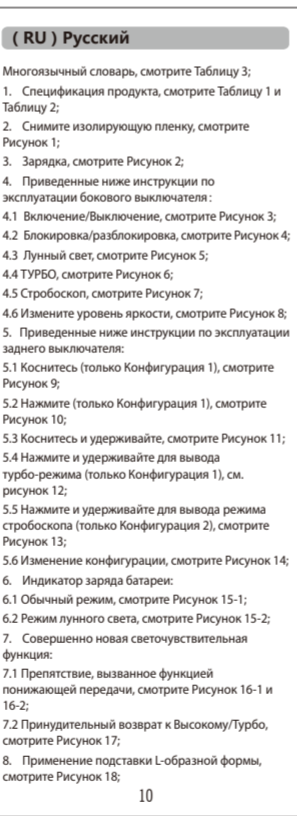 ( RU ) Русский
Многоязычный словарь, смотрите Таблицу 3;
1. Спецификация продукта, смотрите Таблицу 1 и
Таблицу 2;
2. Снимите изолирующую пленку, смотрите
Рисунок 1;
3. Зарядка, смотрите Рисунок 2;
4. Приведенные ниже инструкции по
эксплуатации бокового выключателя :
4.1 Включение/Выключение, смотрите Рисунок 3;
4.2 Блокировка/разблокировка, смотрите Рисунок 4;
4.3 Лунный свет, смотрите Рисунок 5;
4.4 ТУРБО, смотрите Рисунок 6;
4.5 Стробоскоп, смотрите Рисунок 7;
4.6 Измените уровень яркости, смотрите Рисунок 8;
5. Приведенные ниже инструкции по эксплуатации
заднего выключателя:
5.1 Коснитесь (только Конфигурация 1), смотрите
Рисунок 9;
5.2 Нажмите (только Конфигурация 1), смотрите
Рисунок 10;
5.3 Коснитесь и удерживайте, смотрите Рисунок 11;
5.4 Нажмите и удерживайте для вывода
турбо-режима (только Конфигурация 1), см.
рисунок 12;
5.5 Нажмите и удерживайте для вывода режима
стробоскопа (только Конфигурация 2), смотрите
Рисунок 13;
5.6 Изменение конфигурации, смотрите Рисунок 14;
6. Индикатор заряда батареи:
6.1 Обычный режим, смотрите Рисунок 15-1;
6.2 Режим лунного света, смотрите Рисунок 15-2;
7. Совершенно новая светочувствительная
функция:
7.1 Препятствие, вызванное функцией
понижающей передачи, смотрите Рисунок 16-1 и
16-2;
7.2 Принудительный возврат к Высокому/Турбо,
смотрите Рисунок 17;
8. Применение подставки L-образной формы,
смотрите Рисунок 18;
10